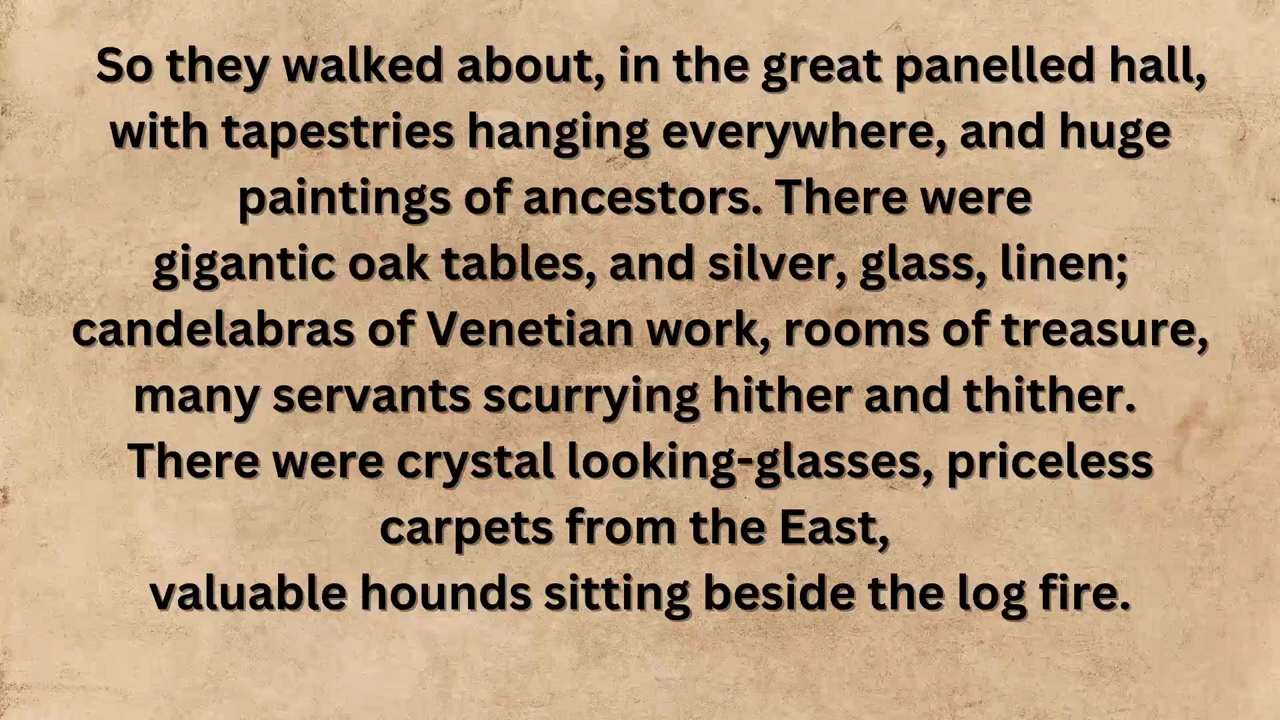 So they walked about, in the great panelled hall,
with tapestries hanging everywhere, and huge
paintings of ancestors. There were
gigantic oak tables, and silver, glass, linen;
candelabras of Venetian work, rooms of treasure,
many servants scurrying hither and thither.
There were crystal looking-glasses, priceless
carpets from the East,
valuable hounds sitting beside the log fire.